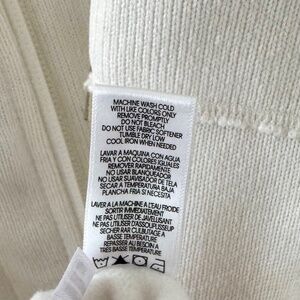 MACHINE WASH COLD
WITH LIKE COLORS ONLY
REMOVE PROMPTLY
DO NOT BLEACH
DO NOT USE FABRIC SOFTENER
TUMBLE DRY LOW
COOL IRON WHEN NEEDED
LAVAR A MAQUINA CON AGUA
FRIA Y CON COLORES IGUALES
REMOVER RAPIDAMENTE
NO USAR BLANQUEADOR
NO USAR SUAVISADOR DE TELA
SECAR A TEMPERATURA BAJA
PLANCHA FRIA SI NECESITA
LAVER A LA MACHINE A L'EAU FROIDE
SORTIR IMMEDIATEMENT
NE PAS UTILISER DE JAVELLISANT
NE PAS UTILISER D'ASSOUPLISSEUR
SECHER PAR CULBUTAGE A
BASSE TEMPERATURE
REPASSER AU BESOIN A
TRES BASSE TEMPERATURE